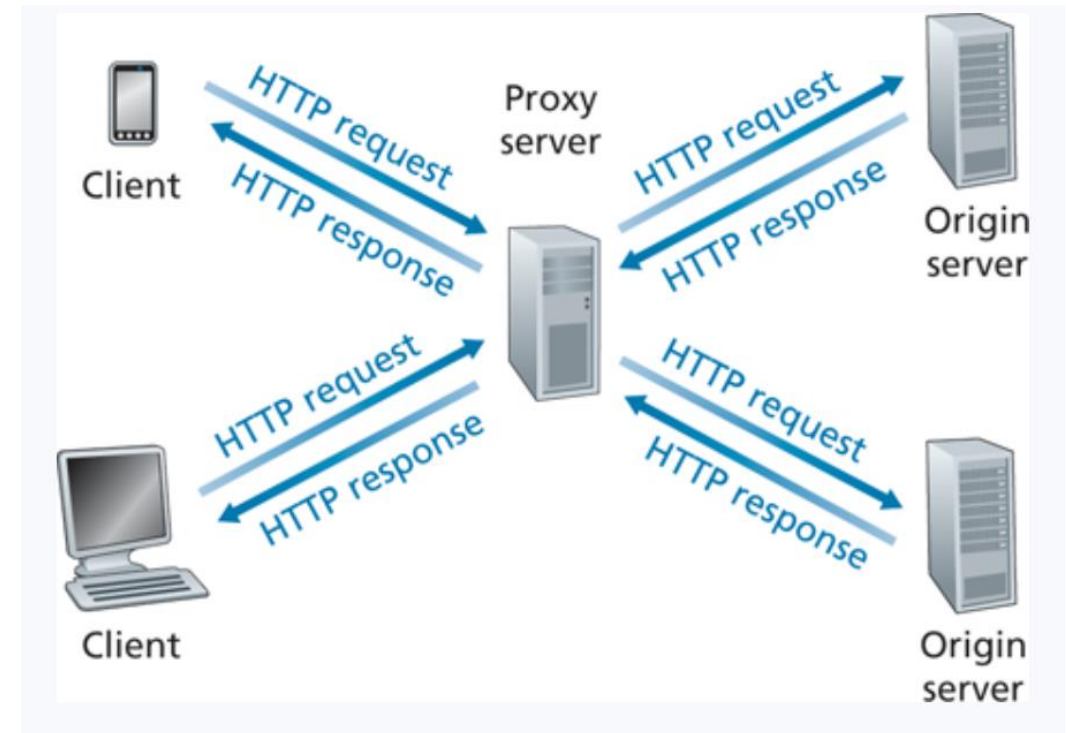 HTTP request
HTTP response
Client
Proxy
server
HTTP request
HTTP response
Origin
server
HTTP request
HTTP response
Client
HTTP request
HTTP response
Origin
server